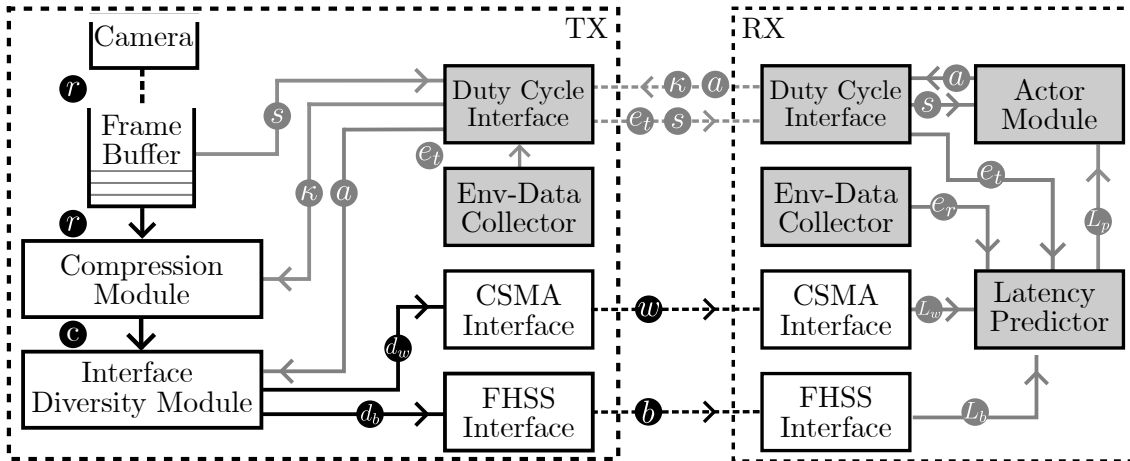 Camera
TX
RX
r
s
Duty Cycle
Interface
κ
a
Duty Cycle
Interface
a
s
Actor
Module
Frame
Buffer
e_t
s
e_t
κ
a
Env-Data
Collector
Env-Data
Collector
e_r
e_t
L_p
r
Compression
Module
CSMA
Interface
w
CSMA
Interface
L_w
Latency
Predictor
c
d_w
Interface
Diversity Module
d_b
FHSS
Interface
b
FHSS
Interface
L_b